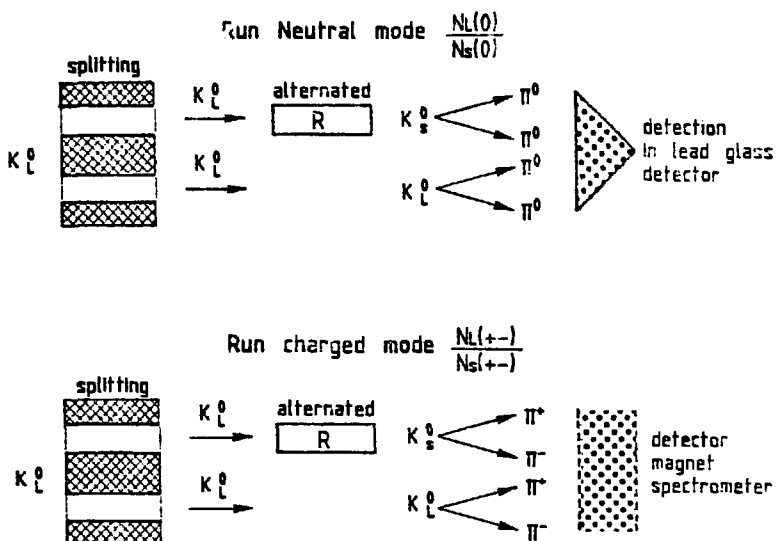 Run Neutral mode NL(0)/NS(0)
splitting
K⁰L
K⁰L
alternated
R
K⁰L
K⁰S
π⁰
π⁰
K⁰L
π⁰
π⁰
detection
in lead glass
detector
Run charged mode NL(+-)/NS(+-)
splitting
K⁰L
K⁰L
alternated
R
K⁰L
K⁰S
π⁺
π⁻
K⁰L
π⁺
π⁻
detector
magnet
spectrometer